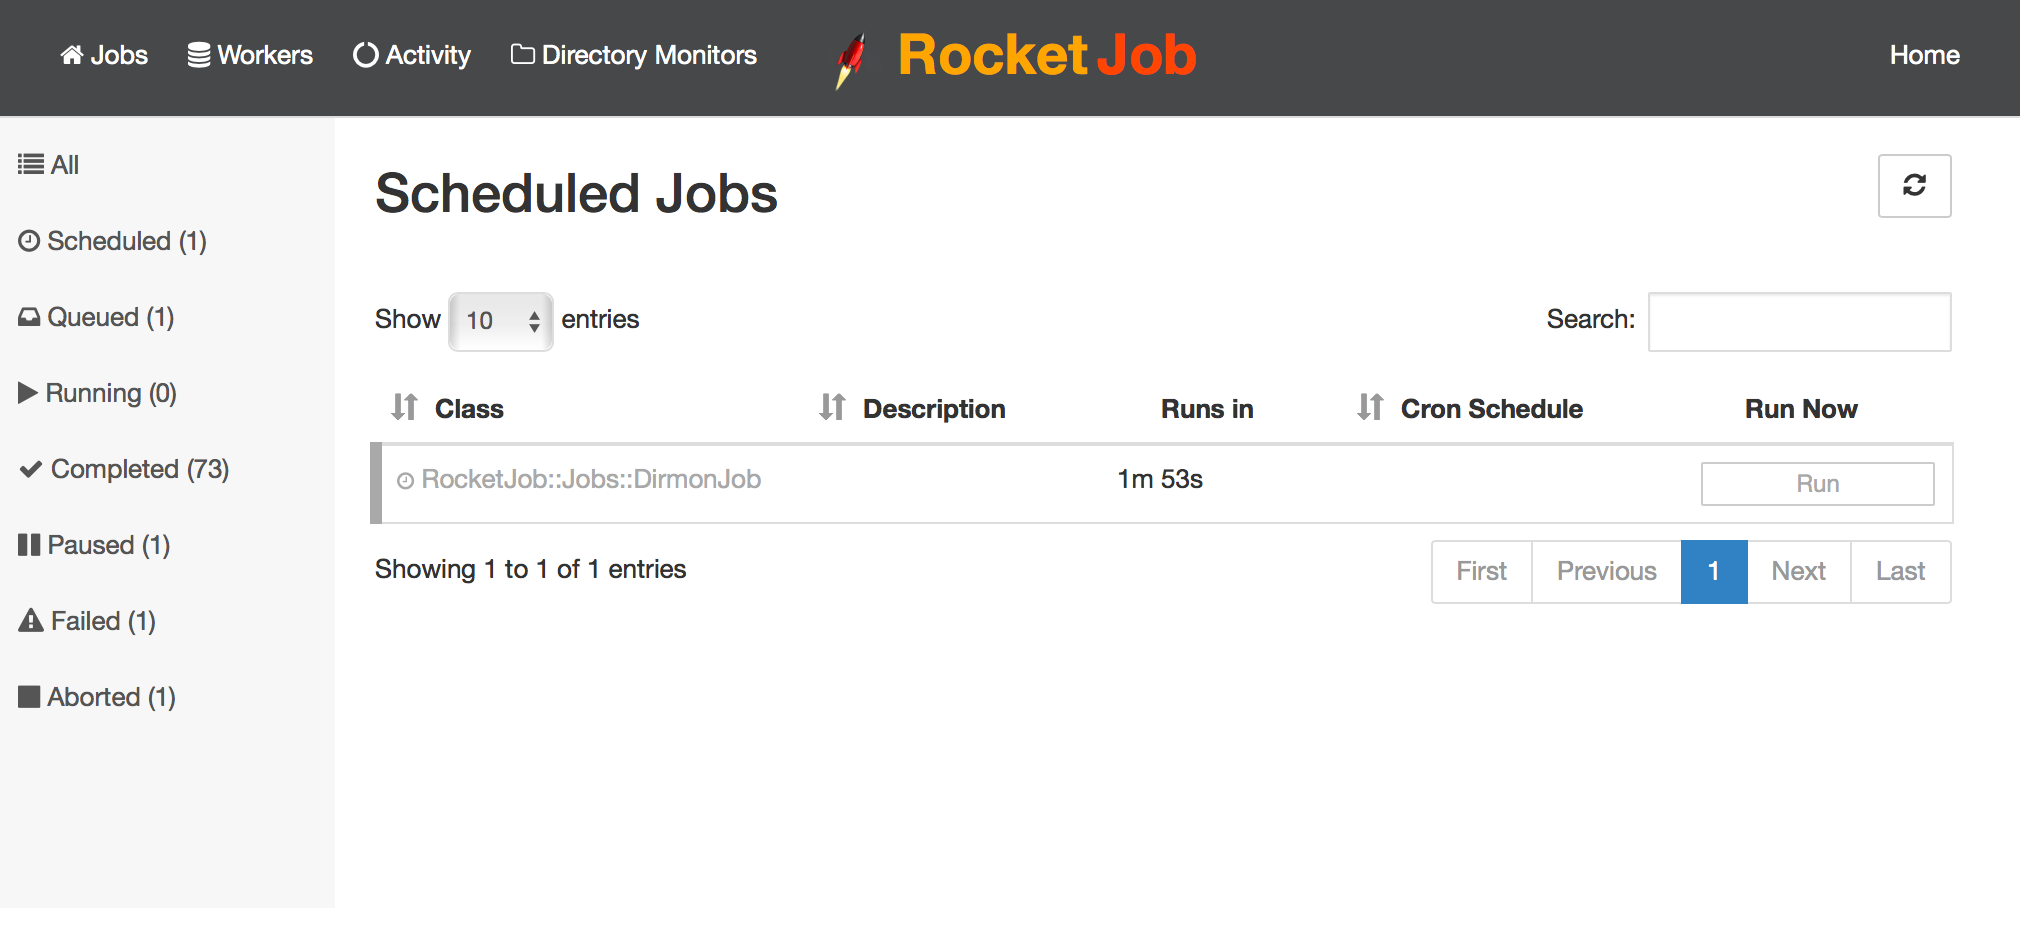 Jobs Workers Activity Directory Monitors Rocket Job Home
All
Scheduled (1)
Queued (1)
Running (0)
Completed (73)
Paused (1)
Failed (1)
Aborted (1)
Scheduled Jobs
Show 10 entries Search:
Class Description Runs in Cron Schedule Run Now
RocketJob::Jobs::DirmonJob 1m 53s Run
Showing 1 to 1 of 1 entries First Previous 1 Next Last